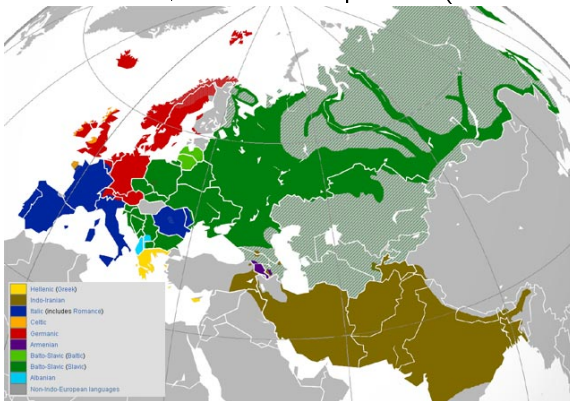 Hellenic (Greek)
Indo-Iranian
Italic (includes Romance)
Celtic
Germanic
Armenian
Balto-Slavic (Baltic)
Balto-Slavic (Slavic)
Albanian
Non-Indo-European languages